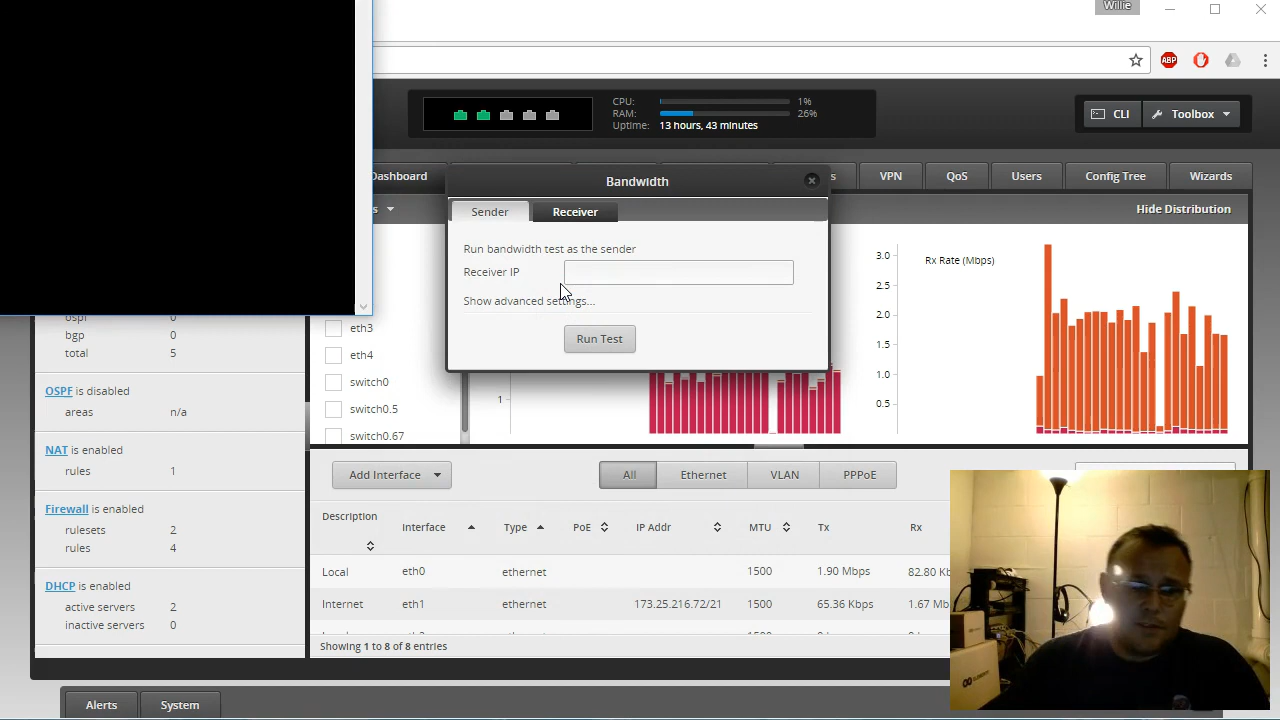 Willie
ABP
CPU: 1%
RAM: 26%
Uptime: 13 hours, 43 minutes
CLI
Toolbox
Dashboard
VPN
QoS
Users
Config Tree
Wizards
Bandwidth
Hide Distribution
Sender
Receiver
Run bandwidth test as the sender
Receiver IP
Show advanced settings...
Run Test
3.0
Rx Rate (Mbps)
2.5
2.0
1.5
1.0
0.5
1
ospf 0
bgp 0
total 5
OSPF is disabled
areas n/a
NAT is enabled
rules 1
Firewall is enabled
rulesets 2
rules 4
DHCP is enabled
active servers 2
inactive servers 0
eth3
eth4
switch0
switch0.5
switch0.67
Add Interface
All
Ethernet
VLAN
PPPoE
Description
Interface
Type
PoE
IP Addr
MTU
Tx
Rx
Local eth0 ethernet 1500 1.90 Mbps 82.80 Kb
Internet eth1 ethernet 173.25.216.72/21 1500 65.36 Kbps 1.67 Mb
Showing 1 to 8 of 8 entries
Alerts
System